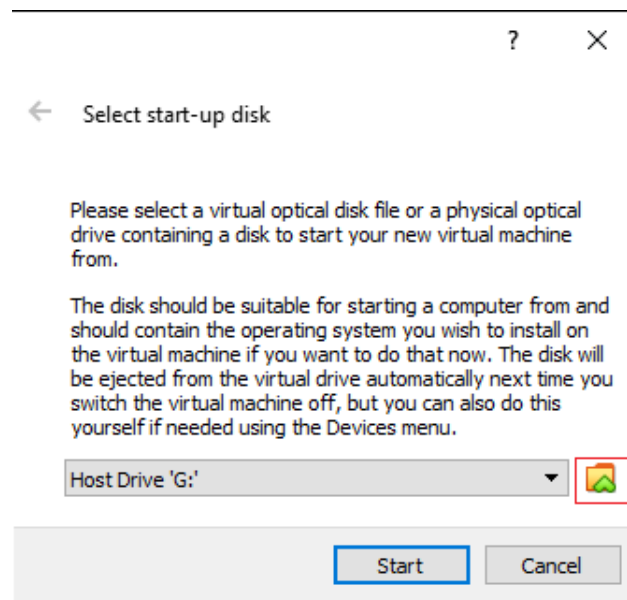 ?
Select start-up disk
Please select a virtual optical disk file or a physical optical
drive containing a disk to start your new virtual machine
from.
The disk should be suitable for starting a computer from and
should contain the operating system you wish to install on
the virtual machine if you want to do that now. The disk will
be ejected from the virtual drive automatically next time you
switch the virtual machine off, but you can also do this
yourself if needed using the Devices menu.
Host Drive 'G:'
Start Cancel